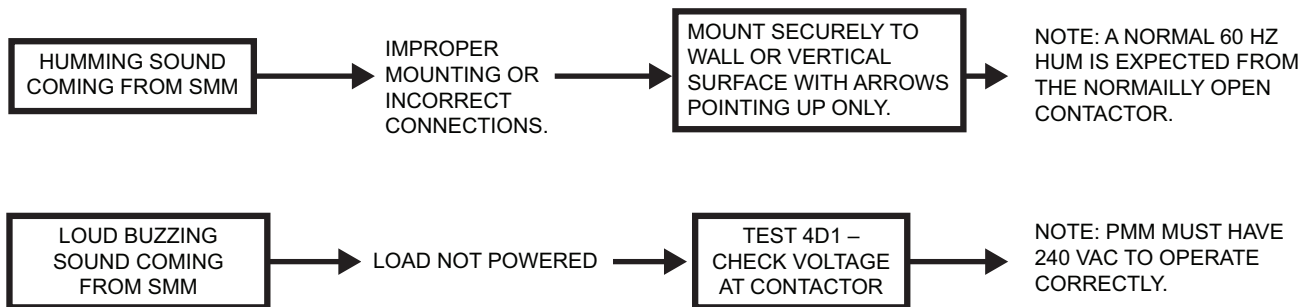 HUMMING SOUND
COMING FROM SMM
IMPROPER
MOUNTING OR
INCORRECT
CONNECTIONS.
MOUNT SECURELY TO
WALL OR VERTICAL
SURFACE WITH ARROWS
POINTING UP ONLY.
NOTE: A NORMAL 60 HZ
HUM IS EXPECTED FROM
THE NORMAILLY OPEN
CONTACTOR.
LOUD BUZZING
SOUND COMING
FROM SMM
LOAD NOT POWERED
TEST 4D1 –
CHECK VOLTAGE
AT CONTACTOR
NOTE: PMM MUST HAVE
240 VAC TO OPERATE
CORRECTLY.